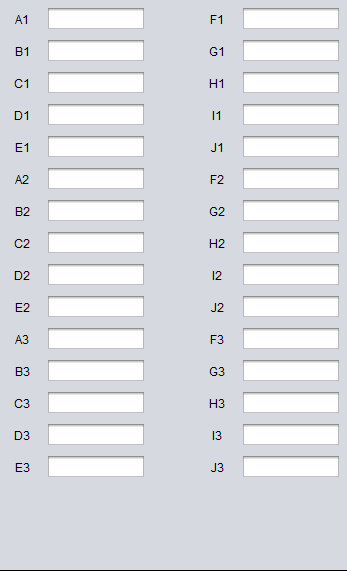 A1 F1
B1 G1
C1 H1
D1 I1
E1 J1
A2 F2
B2 G2
C2 H2
D2 I2
E2 J2
A3 F3
B3 G3
C3 H3
D3 I3
E3 J3